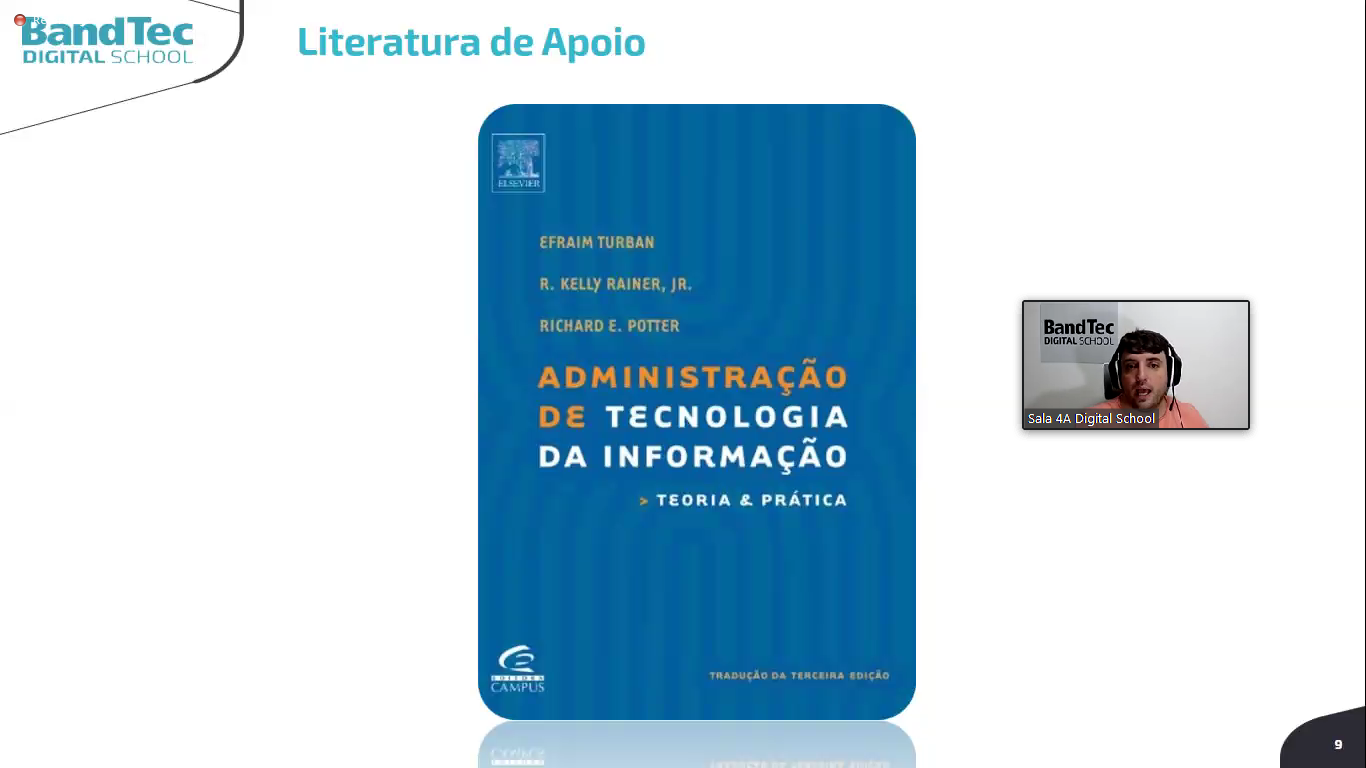 BandTec
DIGITAL SCHOOL
Literatura de Apoio
ELSEVIER
EFRAIM TURBAN
R. KELLY RAINER, JR.
RICHARD E. POTTER
ADMINISTRAÇÃO
DE TECNOLOGIA
DA INFORMAÇÃO
> TEORIA & PRÁTICA
EDITORA
CAMPUS
TRADUÇÃO DA TERCEIRA EDIÇÃO
BandTec
DIGITAL SCHOOL
Sala 4A Digital School
9